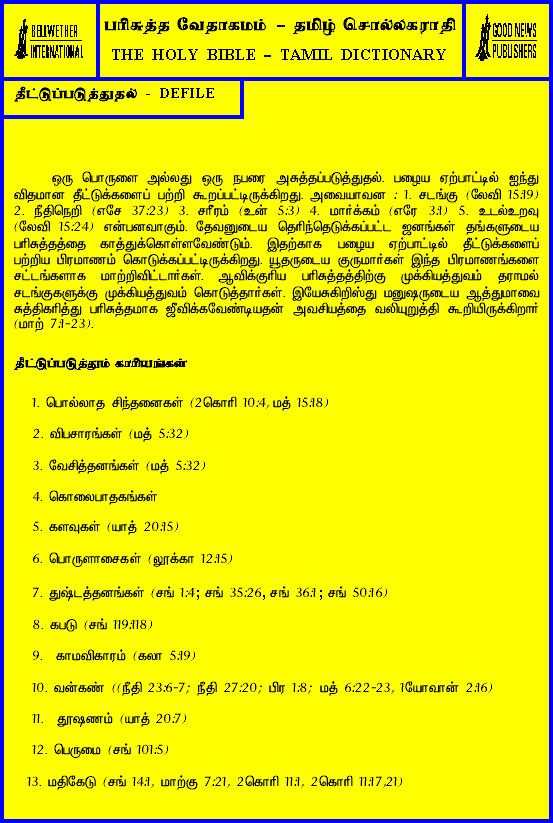 BELLWETHER
INTERNATIONAL
பரிசுத்த வேதாகமம் – தமிழ் சொல்லகராதி
THE HOLY BIBLE – TAMIL DICTIONARY
GOOD NEWS
PUBLISHERS
தீட்டுப்படுத்துதல் - DEFILE
ஒரு பொருளை அல்லது ஒரு நபரை அசுத்தப்படுத்துதல். பழைய ஏற்பாட்டில் ஐந்து
விதமான தீட்டுக்களைப் பற்றி கூறப்பட்டிருக்கிறது. அவையாவன : 1. சடங்கு (லேவி 15:19)
2. நீதிநெறி (எசே 37:23) 3. சரீரம் (உன் 5:3) 4. மார்க்கம் (எரே 3:1) 5. உடலுறவு
(லேவி 15:24) என்பனவாகும். தேவனுடைய தெரிந்தெடுக்கப்பட்ட ஜனங்கள் தங்களுடைய
பரிசுத்தத்தை காத்துக்கொள்ளவேண்டும். இதற்காக பழைய ஏற்பாட்டில் தீட்டுக்களைப்
பற்றிய பிரமாணம் கொடுக்கப்பட்டிருக்கிறது. யூதருடைய குருமார்கள் இந்த பிரமாணங்களை
சட்டங்களாக மாற்றிவிட்டார்கள். ஆவிக்குரிய பரிசுத்தத்திற்கு முக்கியத்துவம் தராமல்
சடங்குகளுக்கு முக்கியத்துவம் கொடுத்தார்கள். இயேசுகிறிஸ்து மனுஷருடைய ஆத்துமாவை
சுத்திகரித்து பரிசுத்தமாக ஜீவிக்கவேண்டியதன் அவசியத்தை வலியுறுத்தி கூறியிருக்கிறார்
(மாற் 7:1-23).
தீட்டுப்படுத்தும் காரியங்கள்
1. பொல்லாத சிந்தனைகள் (2கொரி 10:4, மத் 15:18)
2. விபசாரங்கள் (மத் 5:32)
3. வேசித்தனங்கள் (மத் 5:32)
4. கொலைபாதகங்கள்
5. களவுகள் (யாத் 20:15)
6. பொருளாசைகள் (லூக்கா 12:15)
7. துஷ்டத்தனங்கள் (சங் 1:4; சங் 35:26, சங் 36:1; சங் 50:16)
8. கபடு (சங் 119:118)
9. காமவிகாரம் (கலா 5:19)
10. வன்கண் ((நீதி 23:6-7; நீதி 27:20; பிர 1:8; மத் 6:22-23, 1யோவான் 2:16)
11. தூஷணம் (யாத் 20:7)
12. பெருமை (சங் 101:5)
13. மதிகேடு (சங் 14:1, மாற்கு 7:21, 2கொரி 11:1, 2கொரி 11:17,21)